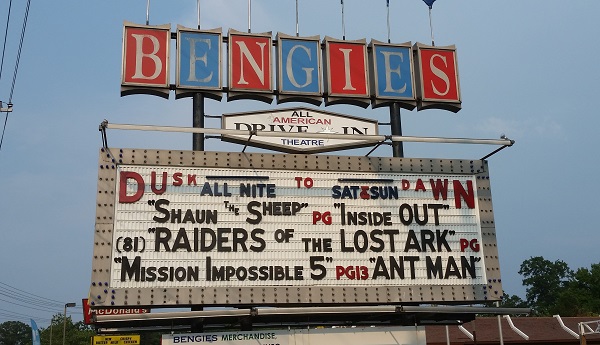 BENGIES
ALL
AMERICAN
DRIVE-IN
THEATRE
DUSK TO DAWN
ALL NITE SAT&SUN
"SHAUN THE SHEEP" PG "INSIDE OUT"
(81) "RAIDERS OF THE LOST ARK" PG
"MISSION IMPOSSIBLE 5" PG13 "ANT MAN"
McDonald's
BENGIES MERCHANDISE,